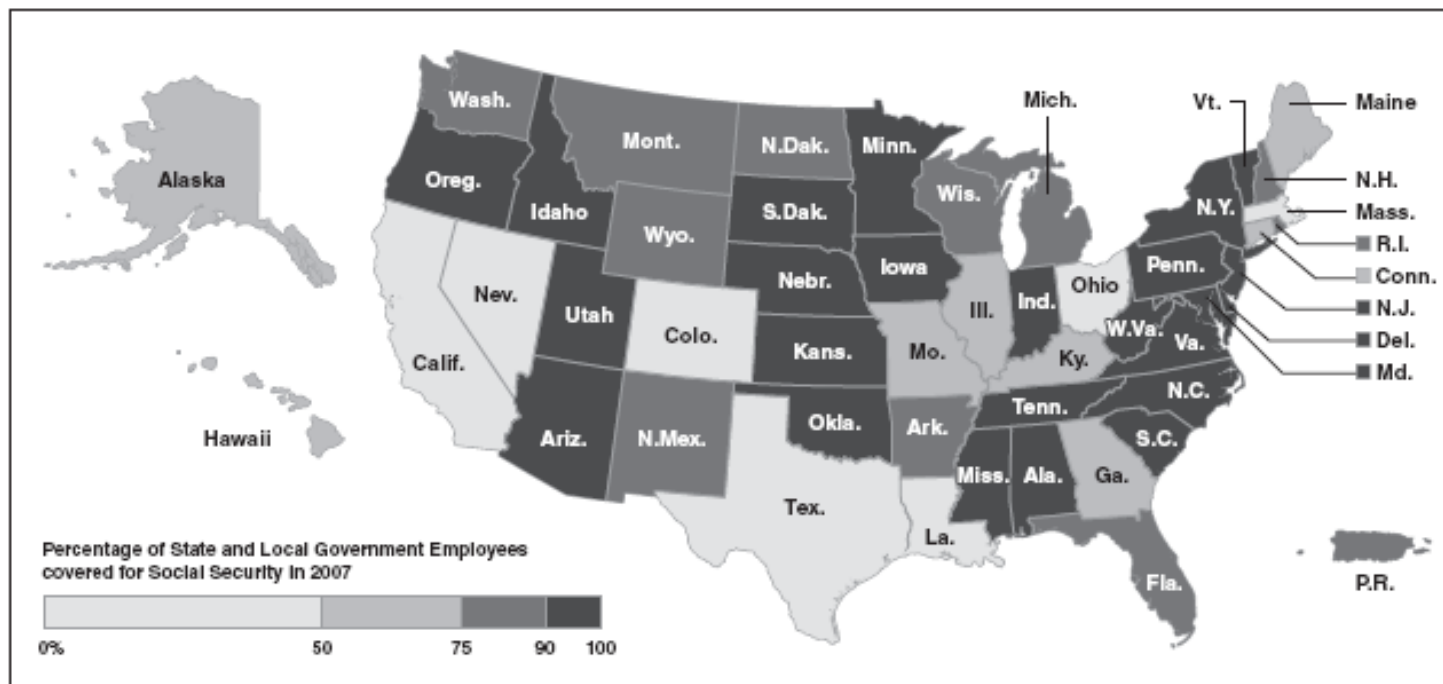 Mich.
Vt.
Maine
Wash.
Mont.
N.Dak.
Minn.
Alaska
Oreg.
Idaho
S.Dak.
Wis.
N.Y.
N.H.
Mass.
Wyo.
R.I.
Iowa
Penn.
Conn.
Nebr.
Ohio
Nev.
Ill.
Ind.
N.J.
Utah
W.Va.
Va.
Del.
Colo.
Kans.
Mo.
Ky.
Calif.
Md.
N.C.
Tenn.
Hawaii
Ariz.
N.Mex.
Okla.
Ark.
S.C.
Miss.
Ala.
Ga.
Tex.
La.
Fla.
P.R.
Percentage of State and Local Government Employees
covered for Social Security in 2007
0% 50 75 90 100